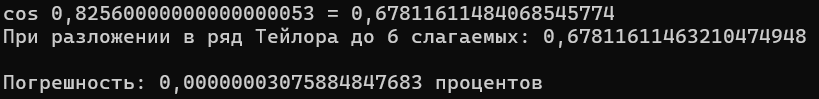 cos 0,82560000000000000053 = 0,67811611484068545774
При разложении в ряд Тейлора до 6 слагаемых: 0,67811611463210474948
Погрешность: 0,00000003075884847683 процентов